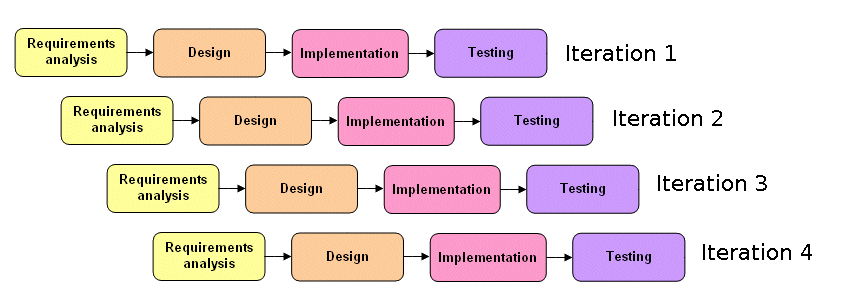 Requirements
analysis
Design
Implementation
Testing
Iteration 1
Requirements
analysis
Design
Implementation
Testing
Iteration 2
Requirements
analysis
Design
Implementation
Testing
Iteration 3
Requirements
analysis
Design
Implementation
Testing
Iteration 4